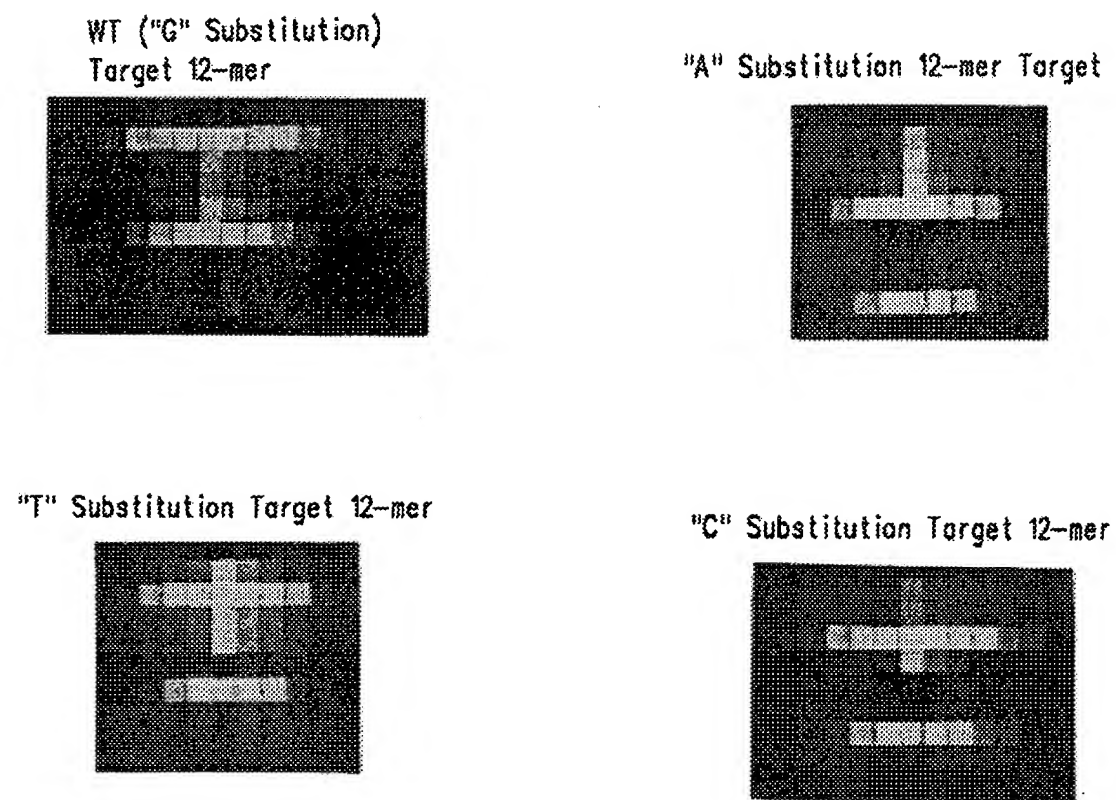 WT ("G" Substitution)
Target 12-mer
"A" Substitution 12-mer Target
"T" Substitution Target 12-mer
"C" Substitution Target 12-mer